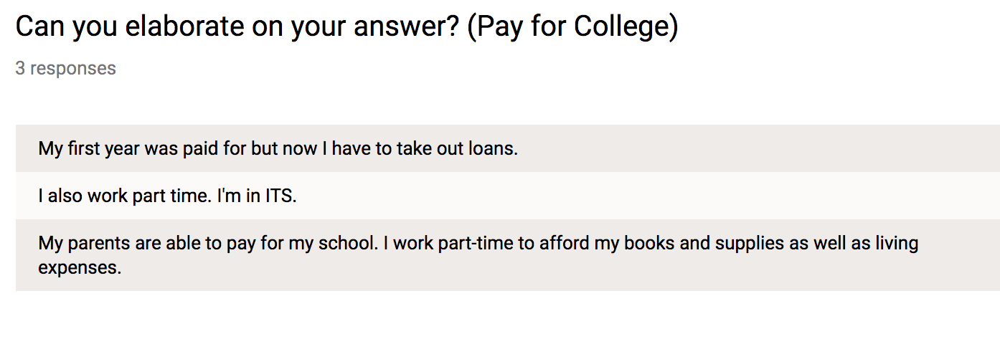 Can you elaborate on your answer? (Pay for College)
3 responses
My first year was paid for but now I have to take out loans.
I also work part time. I'm in ITS.
My parents are able to pay for my school. I work part-time to afford my books and supplies as well as living
expenses.